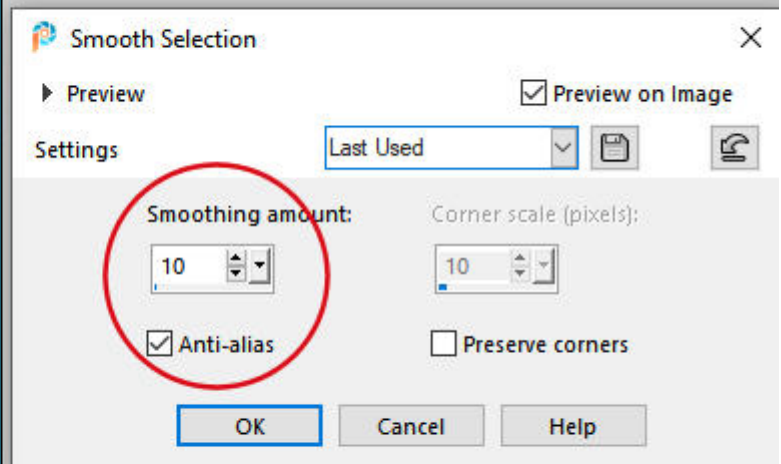 Smooth Selection
Preview
Preview on Image
Settings
Last Used
Smoothing amount:
Corner scale (pixels):
10
10
Anti-alias
Preserve corners
OK
Cancel
Help